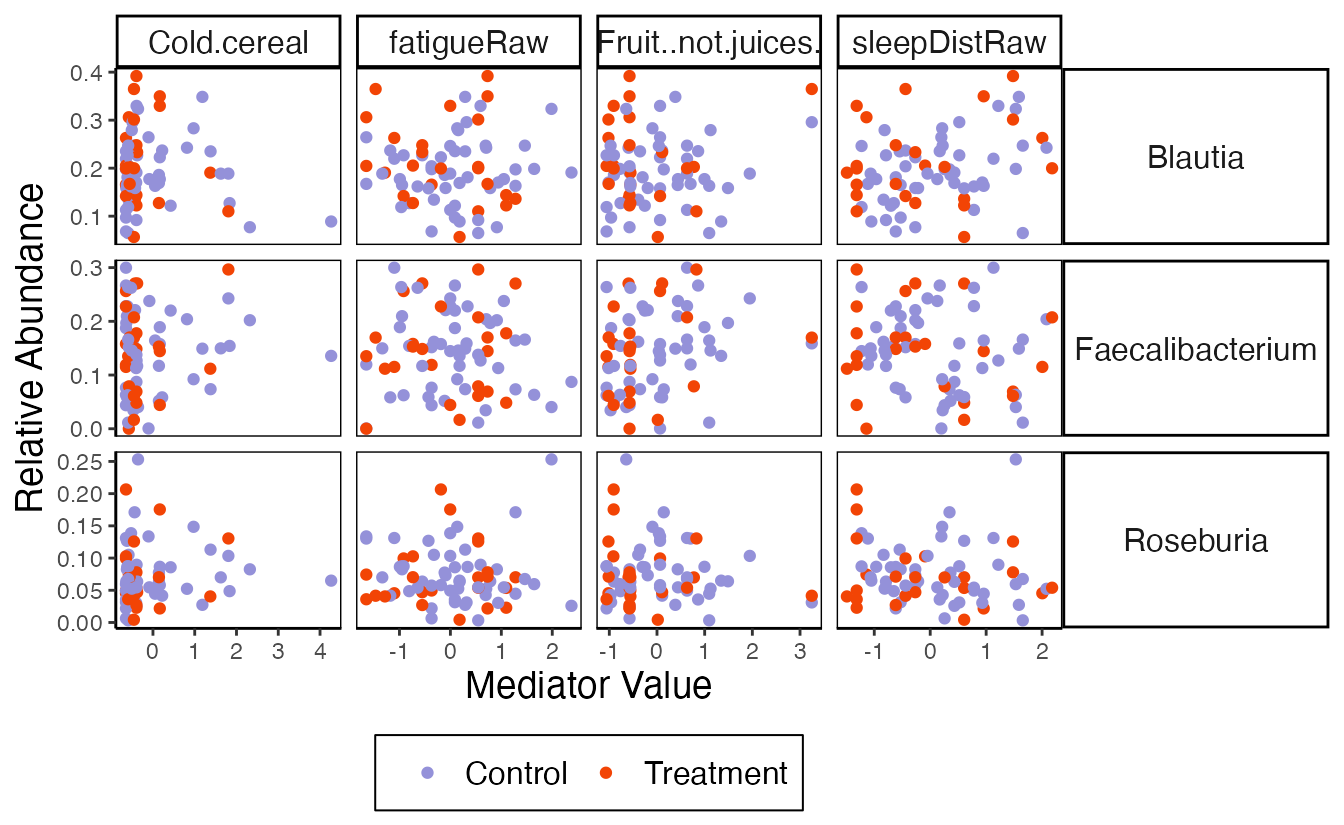 Cold.cereal fatigueRaw Fruit..not.juices. sleepDistRaw
0.4
0.3
0.2
0.1
Blautia
0.3
0.2
0.1
0.0
Faecalibacterium
0.25
0.20
0.15
0.10
0.05
0.00
Roseburia
Relative Abundance
0 1 2 3 4 -1 0 1 2 -1 0 1 2 3 -1 0 1 2
Mediator Value
Control Treatment